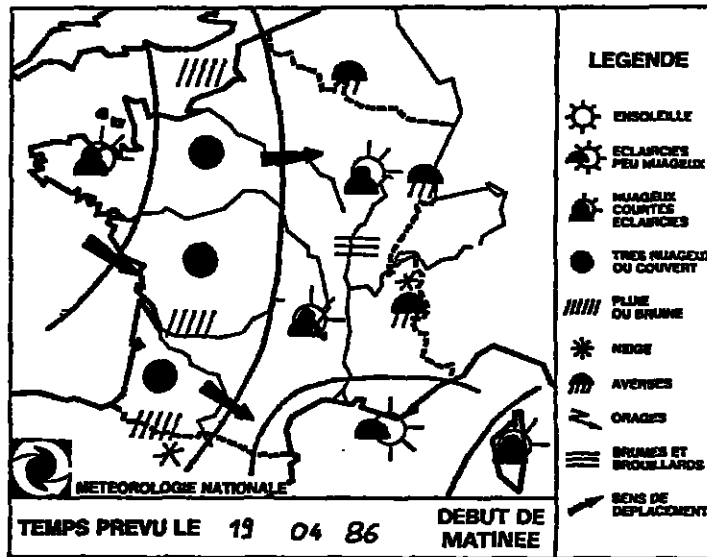 LEGENDE
ENSOLEILLE
ECLAIRCIES
PEU NUAGEUX
NUAGEUX
COURTES
ECLAIRCIES
TRES NUAGEUX
OU COUVERT
PLUIE
OU BRUINE
NEIGE
AVERSES
ORAGES
BRUMES ET
BROUILLARDS
SENS DE
DEPLACEMENT
METEOROLOGIE NATIONALE
TEMPS PREVU LE 19 04 86
DEBUT DE
MATINEE